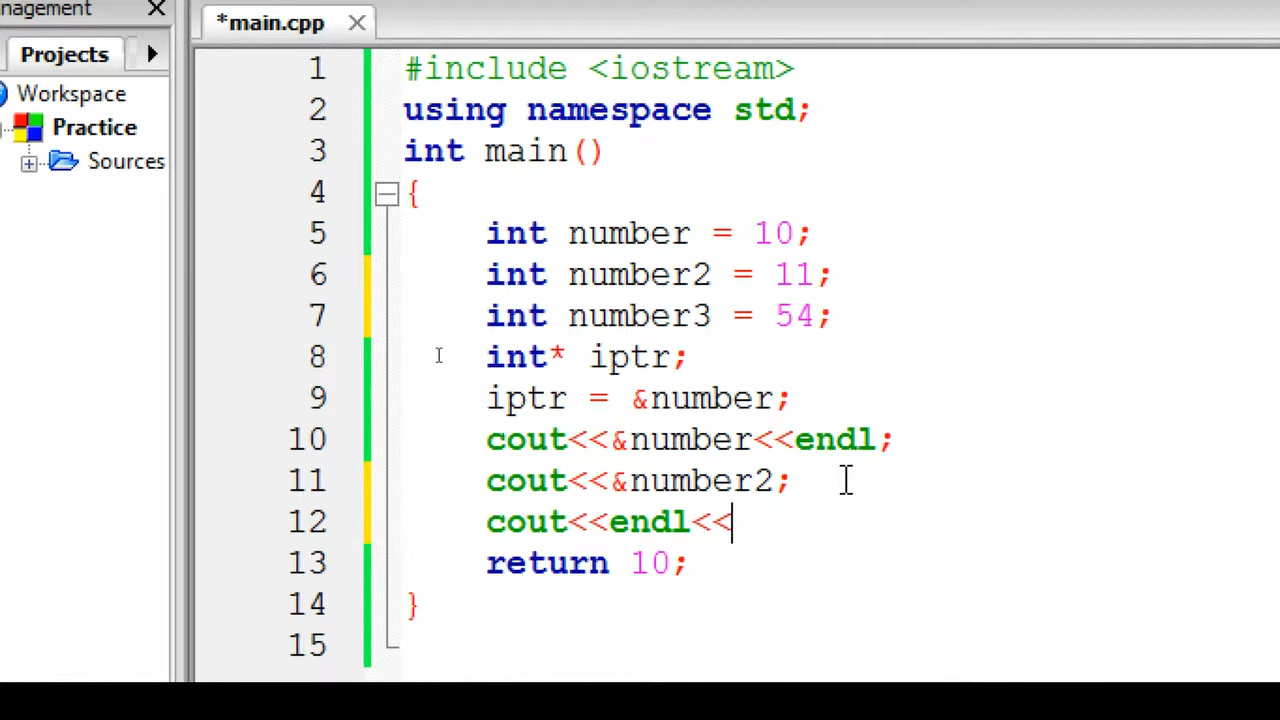 nagement
*main.cpp
Projects
Workspace
Practice
Sources
1 #include <iostream>
2 using namespace std;
3 int main()
4 {
5 int number = 10;
6 int number2 = 11;
7 int number3 = 54;
8 int* iptr;
9 iptr = &number;
10 cout<<&number<<endl;
11 cout<<&number2;
12 cout<<endl<<
13 return 10;
14 }
15